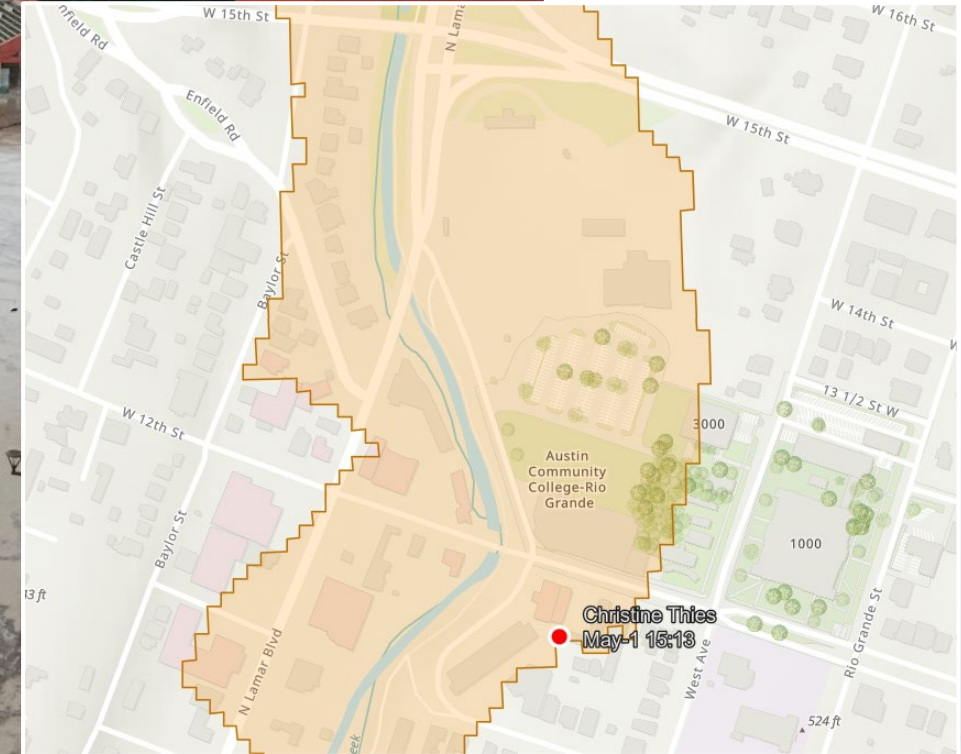 W 15th St
N Lama
W 16th St
nfield Rd
Enfield Rd
W 15th St
Castle Hill St
Baylor St
W 14th St
W
13 1/2 St W
3000
W 12th St
Austin
Community
College-Rio
Grande
1000
Baylor St
3 ft
Christine Thies
May-1 15:13
West Ave
Rio Grande St
N Lamar Blvd
524 ft
eek